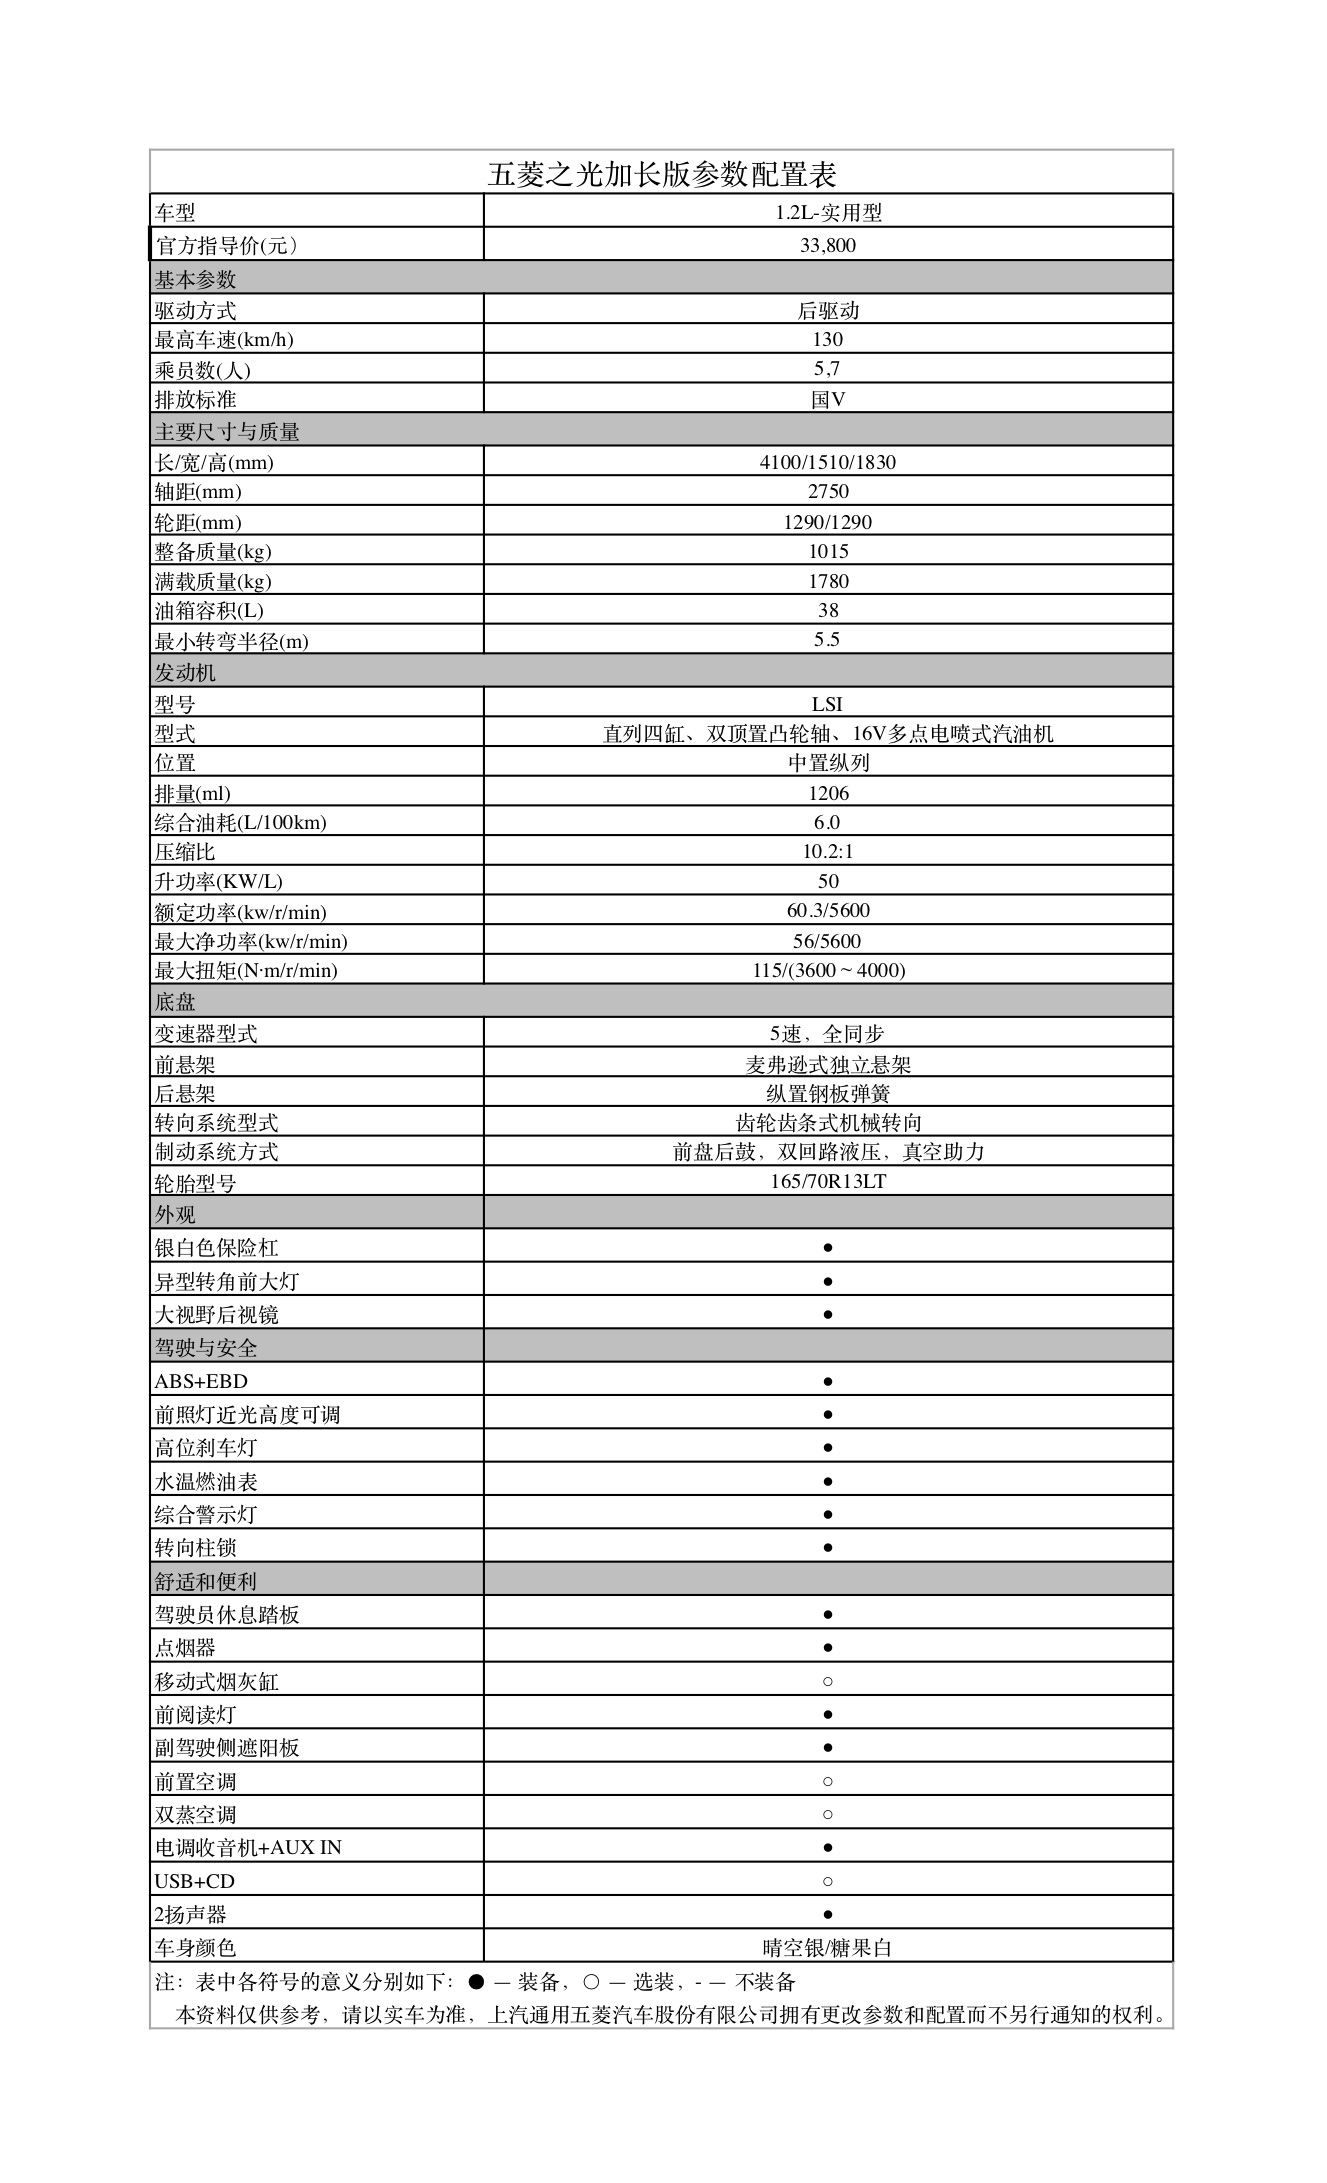 五菱之光加长版参数配置表
车型 1.2L-实用型
官方指导价(元） 33,800
基本参数
驱动方式 后驱动
最高车速(km/h) 130
乘员数(人) 5,7
排放标准 国V
主要尺寸与质量
长/宽/高(mm) 4100/1510/1830
轴距(mm) 2750
轮距(mm) 1290/1290
整备质量(kg) 1015
满载质量(kg) 1780
油箱容积(L) 38
最小转弯半径(m) 5.5
发动机
型号 LSI
型式 直列四缸、双顶置凸轮轴、16V多点电喷式汽油机
位置 中置纵列
排量(ml) 1206
综合油耗(L/100km) 6.0
压缩比 10.2:1
升功率(KW/L) 50
额定功率(kw/r/min) 60.3/5600
最大净功率(kw/r/min) 56/5600
最大扭矩(N·m/r/min) 115/(3600～4000)
底盘
变速器型式 5速，全同步
前悬架 麦弗逊式独立悬架
后悬架 纵置钢板弹簧
转向系统型式 齿轮齿条式机械转向
制动系统方式 前盘后鼓，双回路液压，真空助力
轮胎型号 165/70R13LT
外观
银白色保险杠 ●
异型转角前大灯 ●
大视野后视镜 ●
驾驶与安全
ABS+EBD ●
前照灯近光高度可调 ●
高位刹车灯 ●
水温燃油表 ●
综合警示灯 ●
转向柱锁 ●
舒适和便利
驾驶员休息踏板 ●
点烟器 ●
移动式烟灰缸 ○
前阅读灯 ●
副驾驶侧遮阳板 ●
前置空调 ○
双蒸空调 ○
电调收音机+AUX IN ●
USB+CD ○
2扬声器 ●
车身颜色 晴空银/糖果白
注：表中各符号的意义分别如下：● — 装备，○ — 选装，- — 不装备
本资料仅供参考，请以实车为准，上汽通用五菱汽车股份有限公司拥有更改参数和配置而不另行通知的权利。